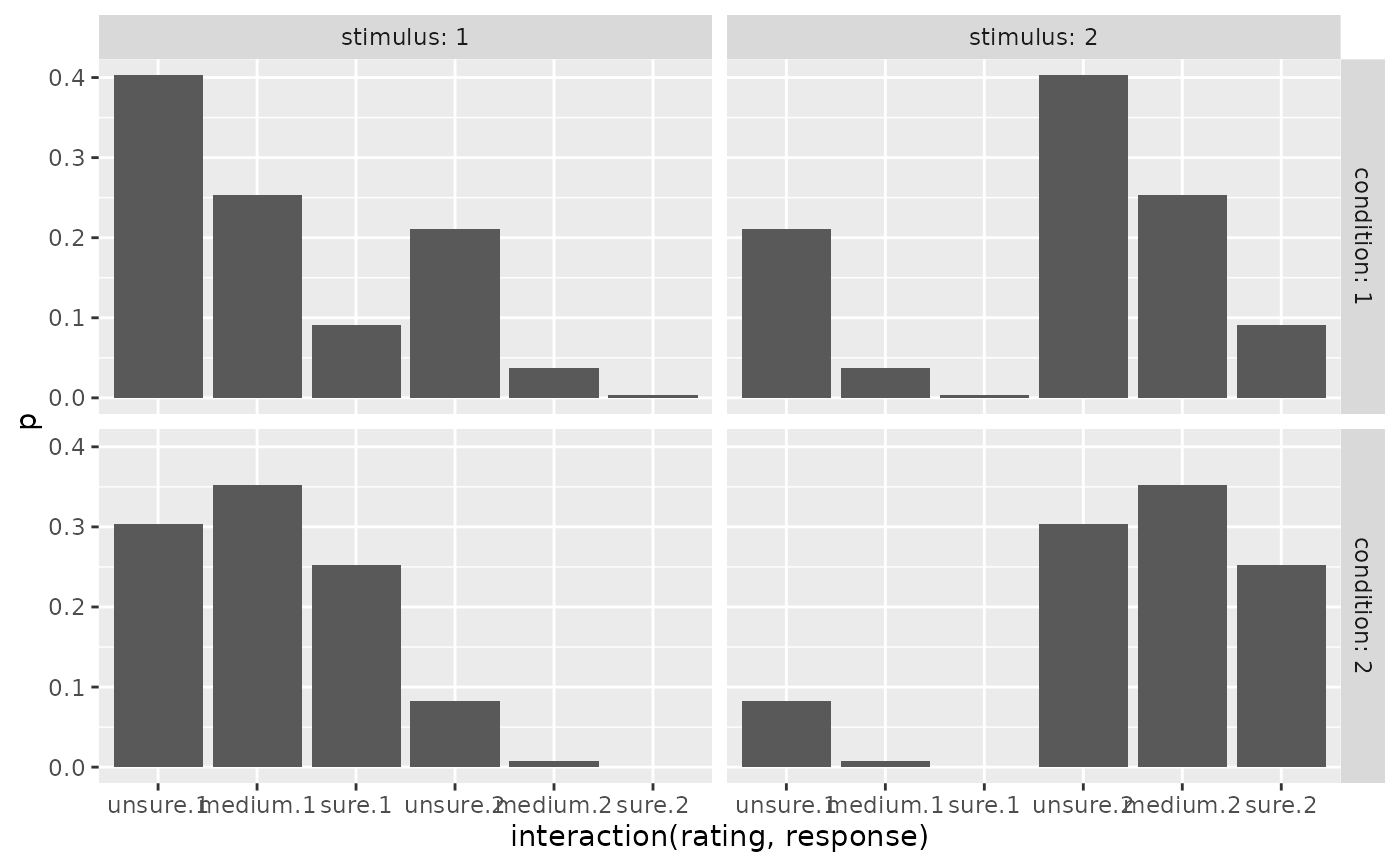 stimulus: 1
stimulus: 2
0.4
0.3
0.2
0.1
0.0
condition: 1
p
0.4
0.3
0.2
0.1
0.0
condition: 2
unsure.1 medium.1 sure.1 unsure.2 medium.2 sure.2
unsure.1 medium.1 sure.1 unsure.2 medium.2 sure.2
interaction(rating, response)